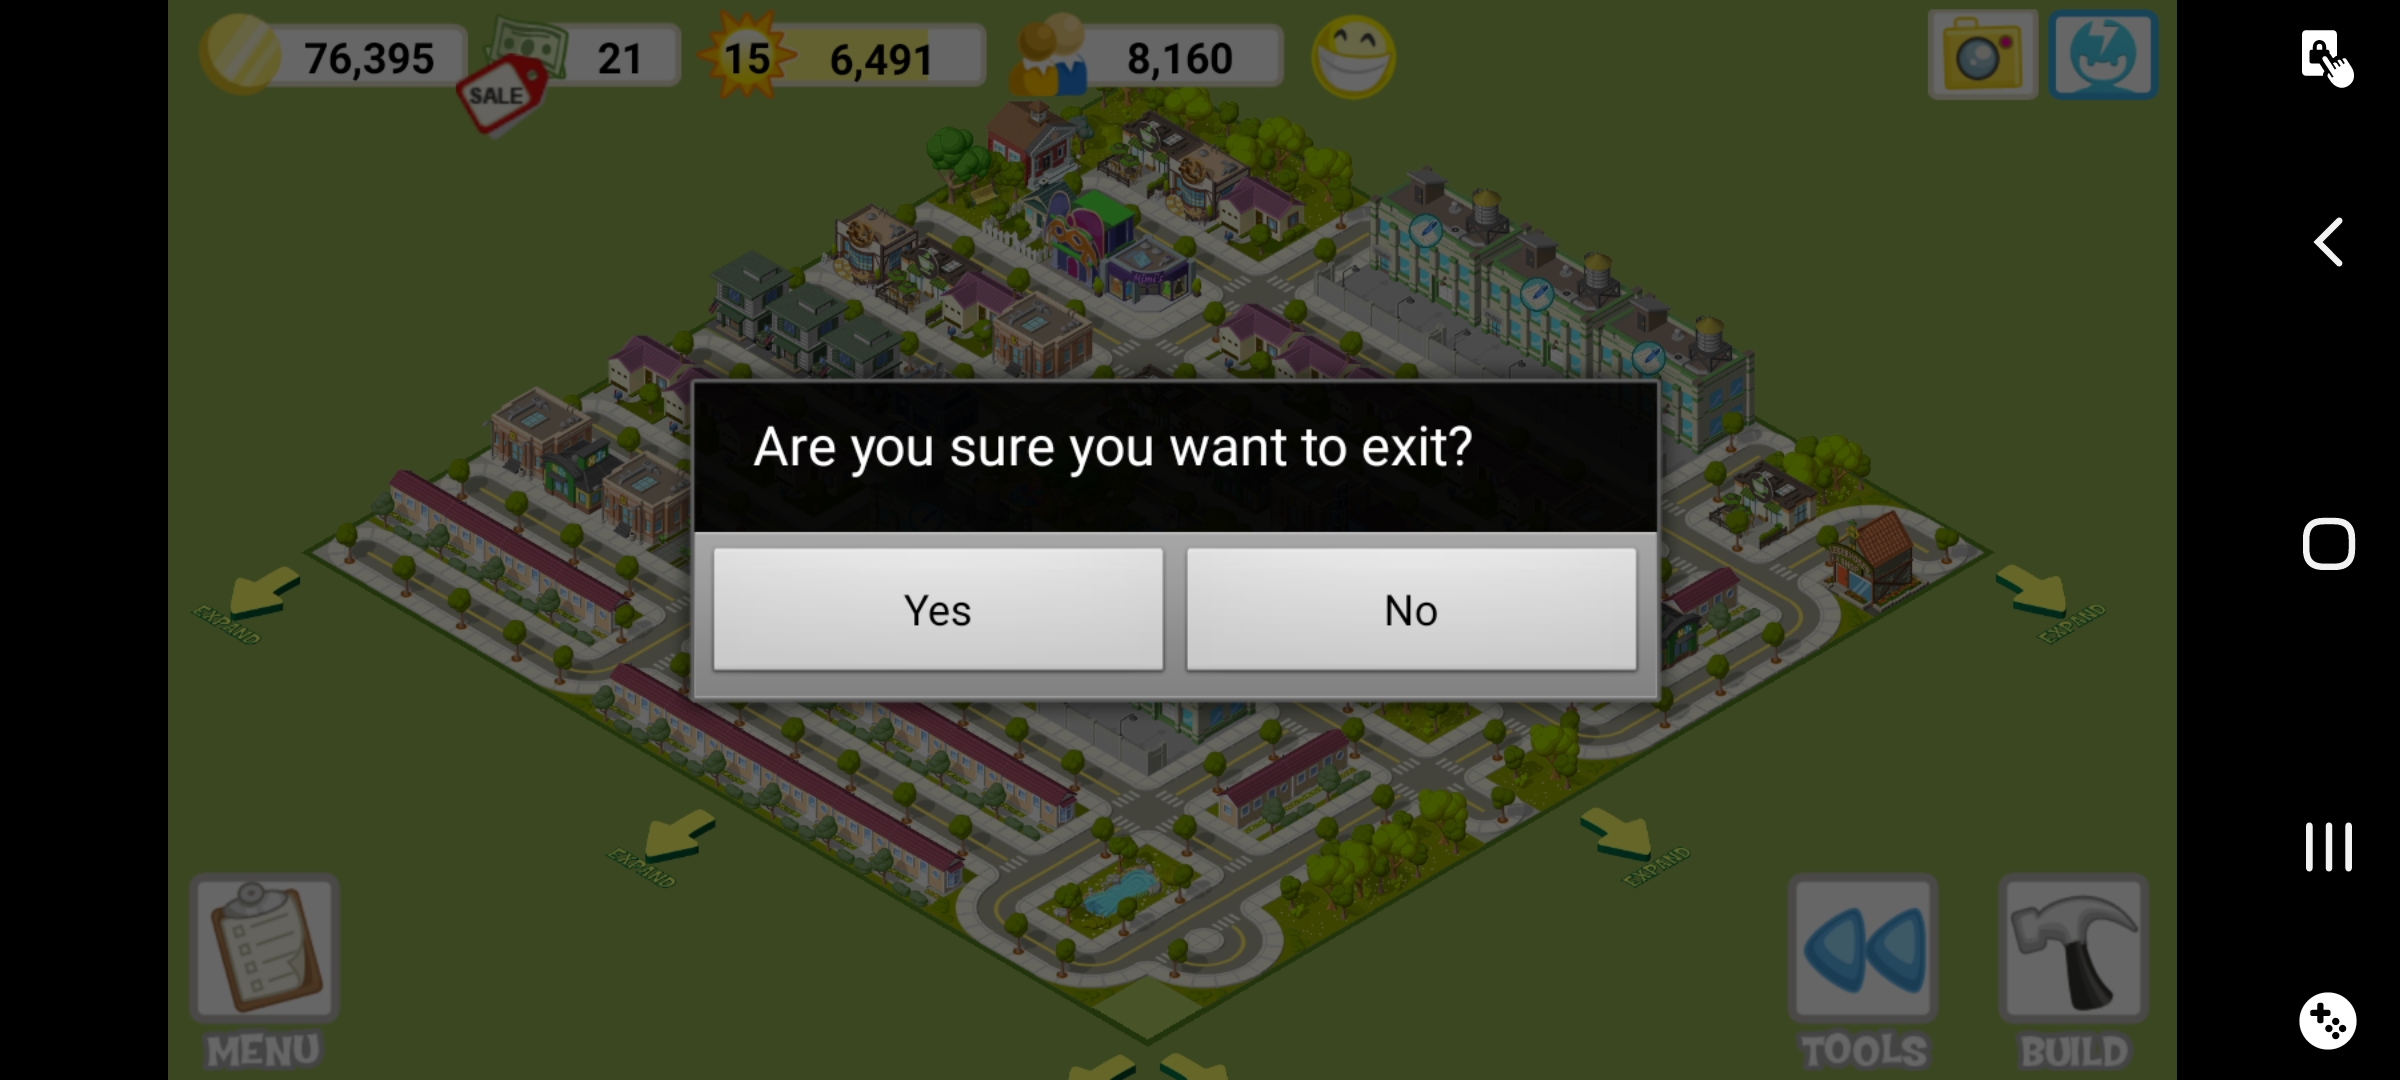 76,395
21
15
6,491
8,160
SALE
Are you sure you want to exit?
Yes
No
EXPAND
EXPAND
EXPAND
EXPAND
MENU
TOOLS
BUILD